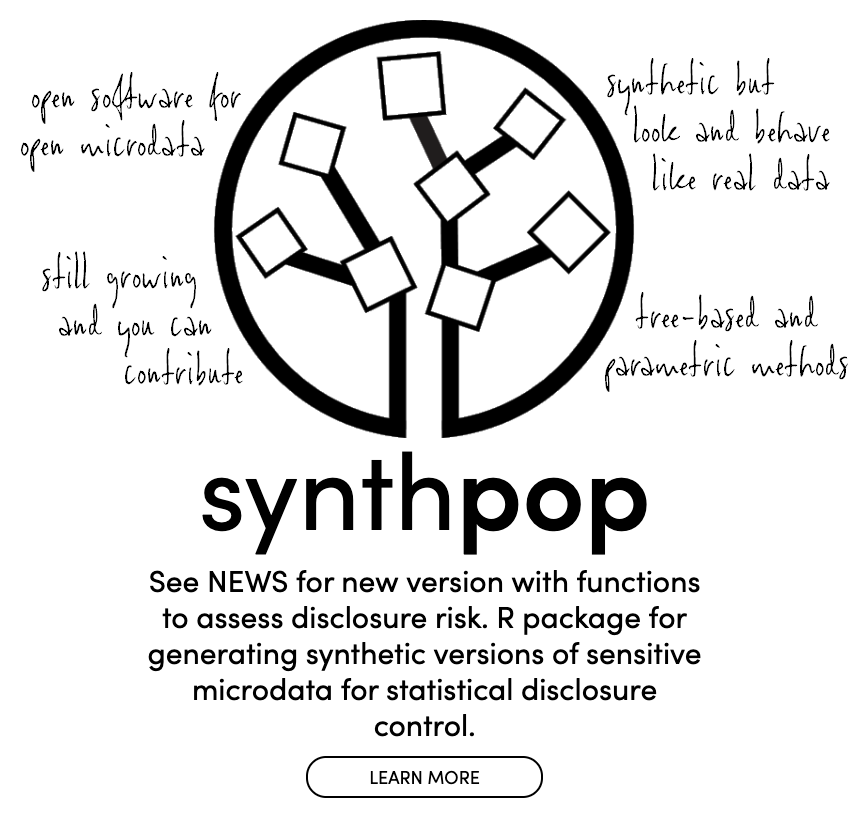 open software for
open microdata
synthetic but
look and behave
like real data
still growing
and you can
contribute
tree-based and
parametric methods
synthpop
See NEWS for new version with functions
to assess disclosure risk. R package for
generating synthetic versions of sensitive
microdata for statistical disclosure
control.
LEARN MORE